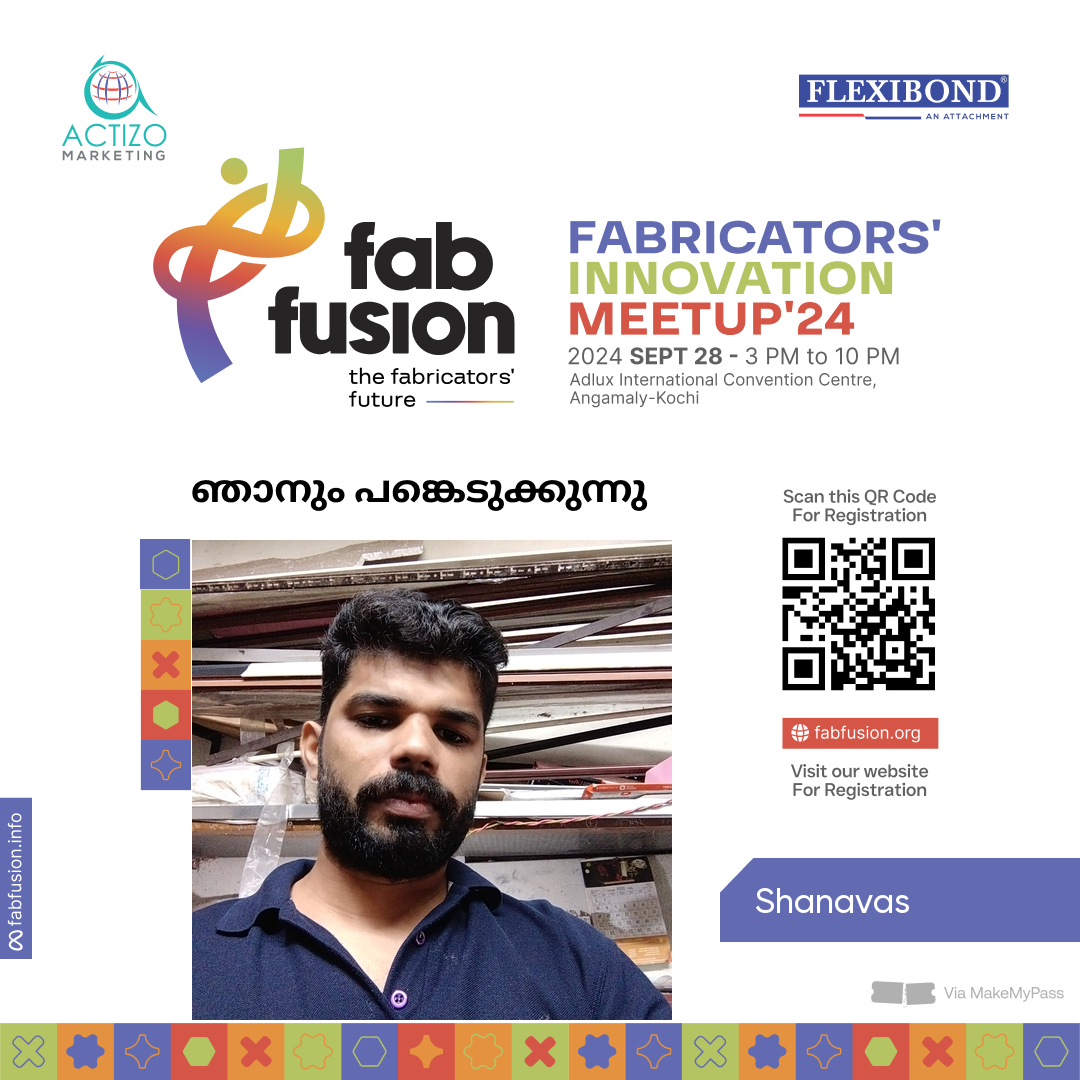 ACTIZO
MARKETING
FLEXIBOND®
AN ATTACHMENT
fab
fusion
the fabricators'
future
FABRICATORS'
INNOVATION
MEETUP'24
2024 SEPT 28 - 3 PM to 10 PM
Adlux International Convention Centre,
Angamaly-Kochi
ഞാനും പങ്കെടുക്കുന്നു
Scan this QR Code
For Registration
fabfusion.org
Visit our website
For Registration
fabfusion.info
Shanavas
Via MakeMyPass